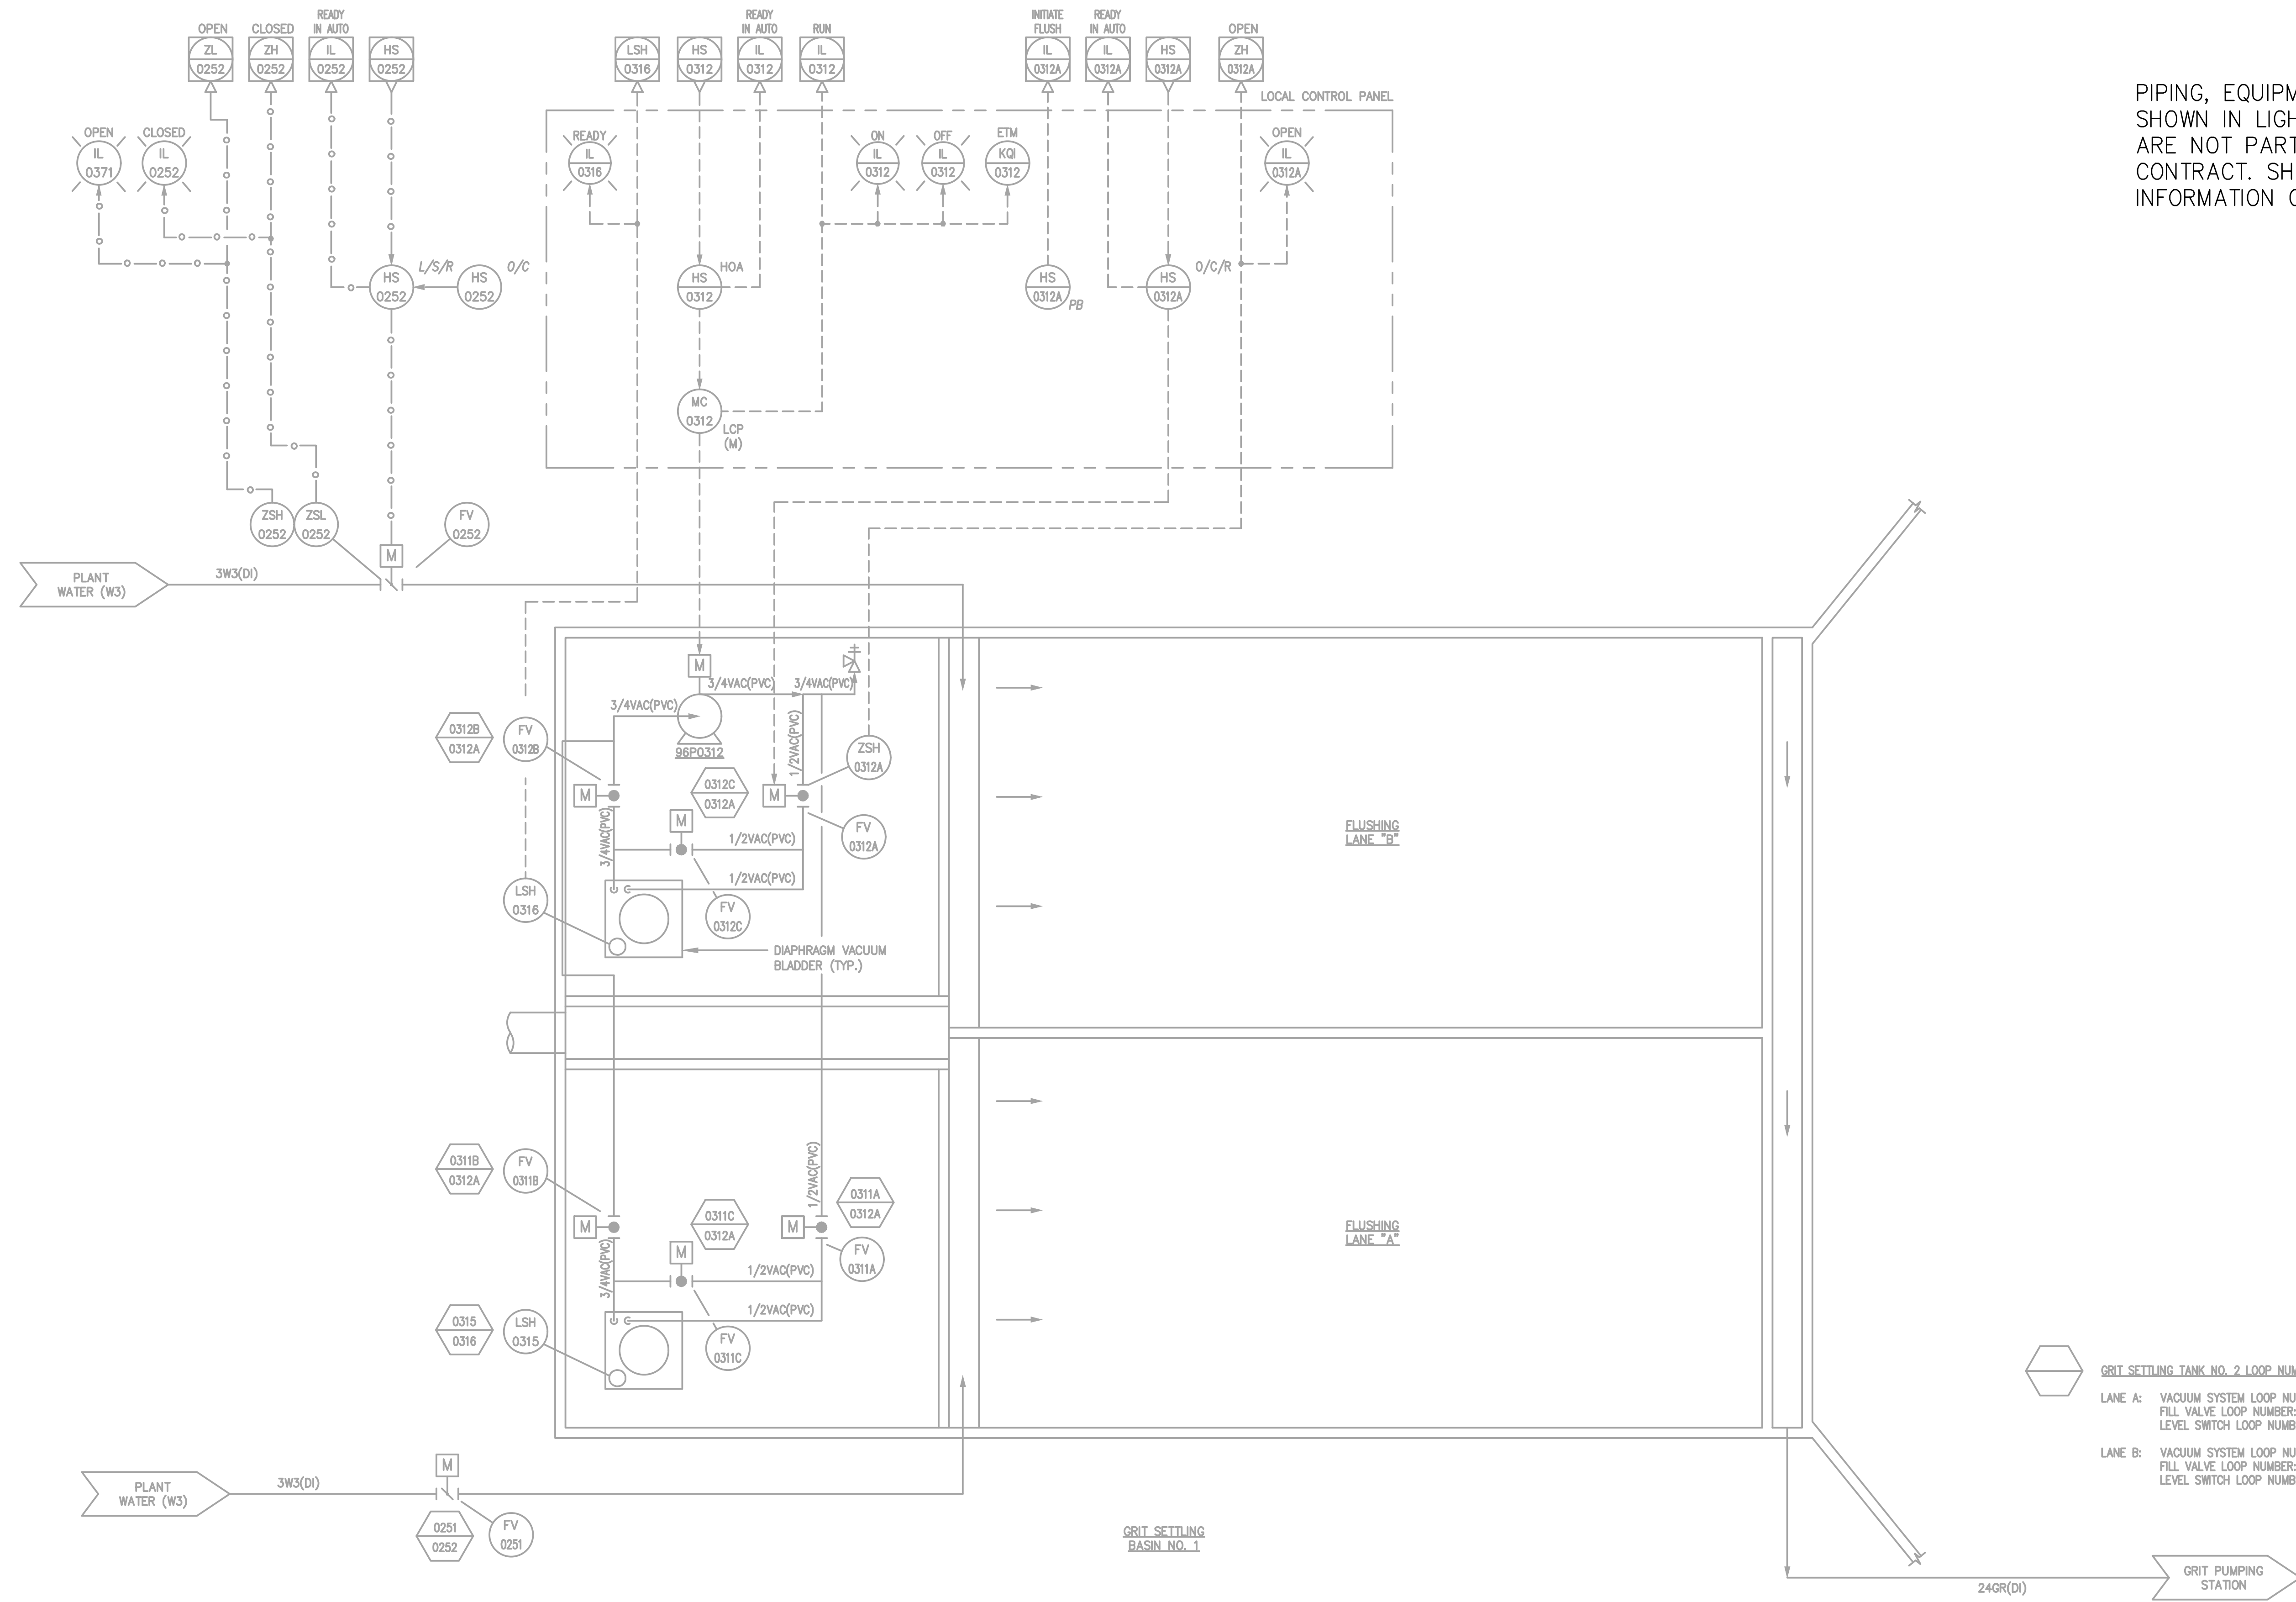 OPEN
ZL
0252
CLOSED
ZH
0252
READY
IN AUTO
IL
0252
HS
0252
LSH
0316
HS
0312
READY
IN AUTO
IL
0312
RUN
IL
0312
INITIATE
FLUSH
IL
0312A
READY
IN AUTO
IL
0312A
HS
0312A
OPEN
ZH
0312A
PIPING, EQUIPM
SHOWN IN LIGH
ARE NOT PART
CONTRACT. SH
INFORMATION
LOCAL CONTROL PANEL
OPEN
IL
0371
CLOSED
IL
0252
READY
IL
0316
ON
IL
0312
OFF
IL
0312
ETM
KQI
0312
OPEN
IL
0312A
HS
0252
L/S/R
HS
0252
O/C
HS
0312
HOA
HS
0312A
PB
HS
0312A
O/C/R
MC
0312
LCP
(M)
ZSH
0252
ZSL
0252
M
FV
0252
PLANT
WATER (W3)
3W3(DI)
M
3/4VAC(PVC)
3/4VAC(PVC)
3/4VAC(PVC)
96P0312
1/2VAC(PVC)
0312B
0312A
FV
0312B
ZSH
0312A
M
0312C
0312A
M
M
FV
0312A
3/4VAC(PVC)
1/2VAC(PVC)
1/2VAC(PVC)
LSH
0316
FV
0312C
DIAPHRAGM VACUUM
BLADDER (TYP.)
FLUSHING
LANE "B"
0311B
0312A
FV
0311B
1/2VAC(PVC)
0311A
0312A
M
0311C
0312A
M
M
FV
0311A
3/4VAC(PVC)
1/2VAC(PVC)
1/2VAC(PVC)
0315
0316
LSH
0315
FV
0311C
FLUSHING
LANE "A"
GRIT SETTLING TANK NO. 2 LOOP NUM
LANE A: VACUUM SYSTEM LOOP NU
FILL VALVE LOOP NUMBER:
LEVEL SWITCH LOOP NUMB
LANE B: VACUUM SYSTEM LOOP NU
FILL VALVE LOOP NUMBER:
LEVEL SWITCH LOOP NUMB
PLANT
WATER (W3)
3W3(DI)
M
0251
0252
FV
0251
GRIT SETTLING
BASIN NO. 1
24GR(DI)
GRIT PUMPING
STATION